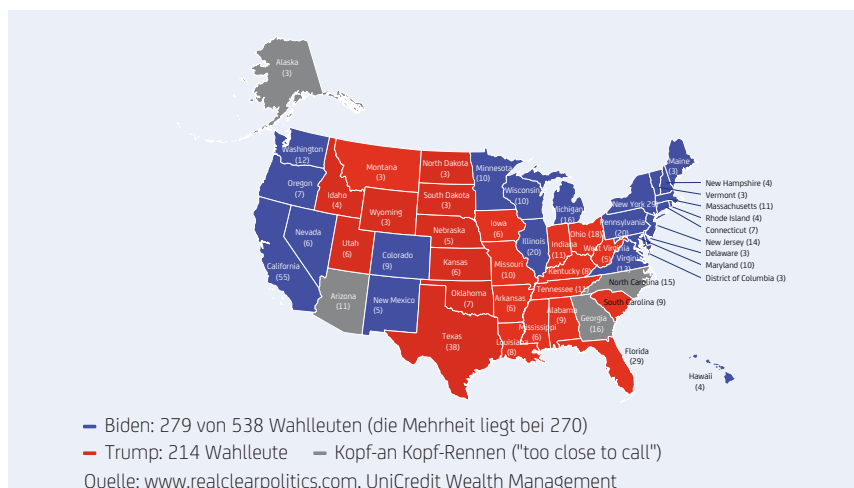 Alaska
(3)
Washington
(12)
Oregon
(7)
California
(55)
Nevada
(6)
Idaho
(4)
Montana
(3)
Wyoming
(3)
Utah
(6)
Arizona
(11)
Colorado
(9)
New Mexico
(5)
North Dakota
(3)
South Dakota
(3)
Nebraska
(5)
Kansas
(6)
Oklahoma
(7)
Texas
(38)
Minnesota
(10)
Iowa
(6)
Missouri
(10)
Arkansas
(6)
Louisiana
(8)
Wisconsin
(10)
Illinois
(20)
Michigan
(16)
Indiana
(11)
Ohio (18)
Kentucky (8)
Tennessee (11)
Mississippi
(6)
Alabama
(9)
Georgia
(16)
Florida
(29)
South Carolina (9)
North Carolina (15)
West Virginia
(5)
Virginia
(13)
Pennsylvania
(20)
New York 29
Maine
(3)
New Hampshire (4)
Vermont (3)
Massachusetts (11)
Rhode Island (4)
Connecticut (7)
New Jersey (14)
Delaware (3)
Maryland (10)
District of Columbia (3)
Hawaii
(4)
Biden: 279 von 538 Wahlleuten (die Mehrheit liegt bei 270)
Trump: 214 Wahlleute Kopf-an Kopf-Rennen ("too close to call")
Quelle: www.realclearpolitics.com, UniCredit Wealth Management